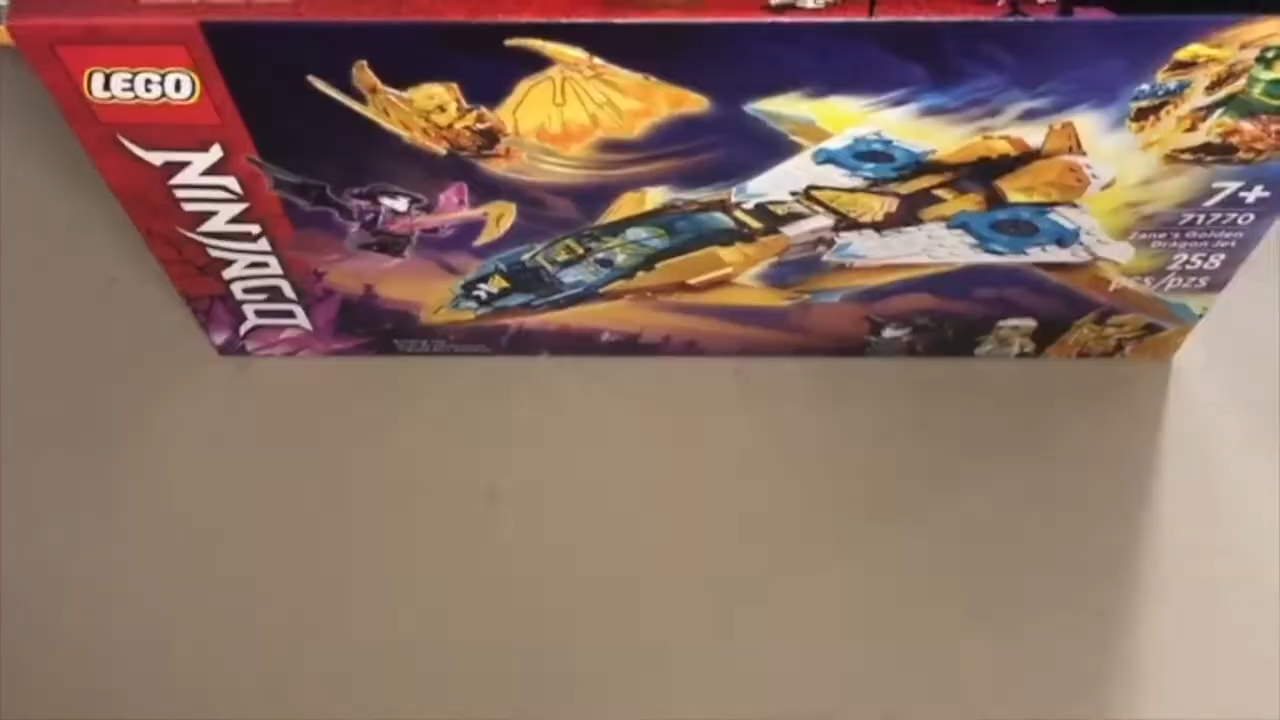 LEGO
NINJAGO
7+
71770
Zane's Golden
Dragon Jet
258
pcs/pzs